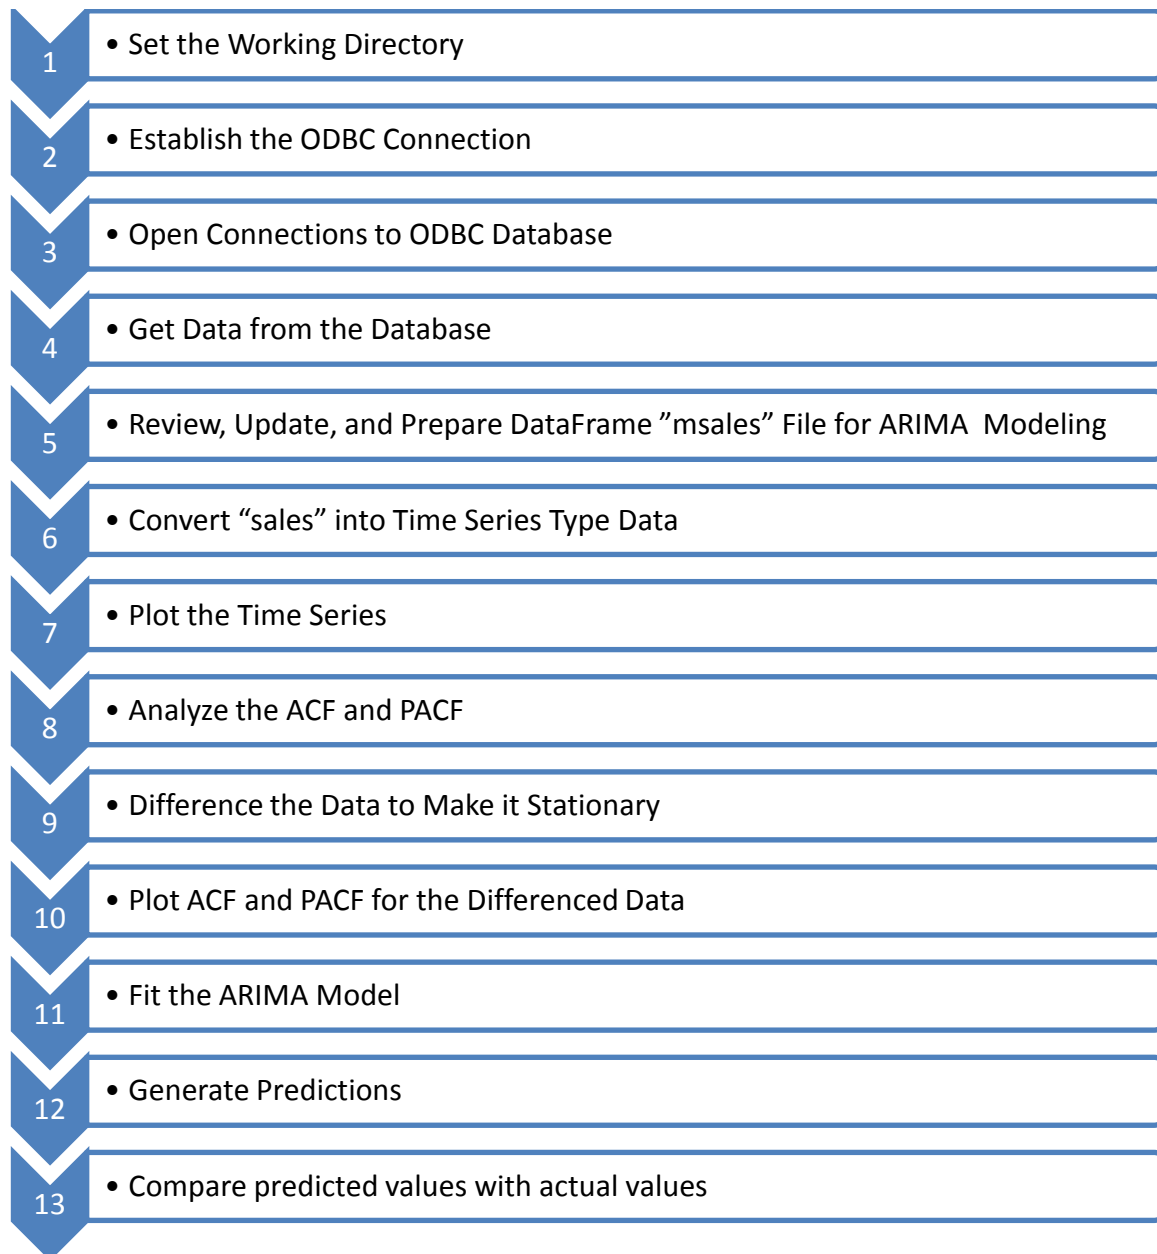 1
• Set the Working Directory
2
• Establish the ODBC Connection
3
• Open Connections to ODBC Database
4
• Get Data from the Database
5
• Review, Update, and Prepare DataFrame ”msales” File for ARIMA  Modeling
6
• Convert “sales” into Time Series Type Data
7
• Plot the Time Series
8
• Analyze the ACF and PACF
9
• Difference the Data to Make it Stationary
10
• Plot ACF and PACF for the Differenced Data
11
• Fit the ARIMA Model
12
• Generate Predictions
13
• Compare predicted values with actual values